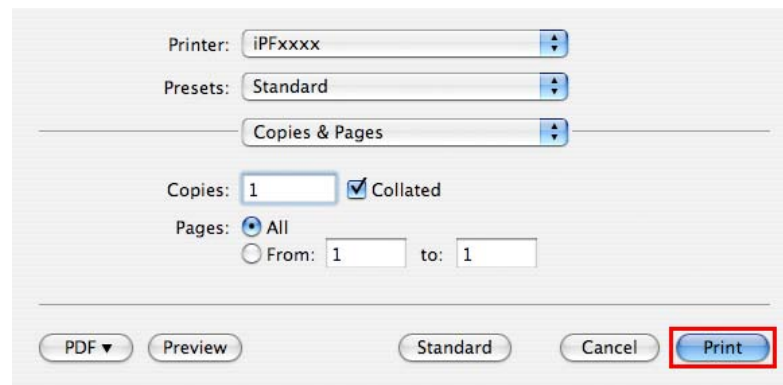 Printer: iPFxxxx
Presets: Standard
Copies & Pages
Copies: 1 Collated
Pages: All
From: 1 to: 1
PDF ▼ Preview Standard Cancel Print